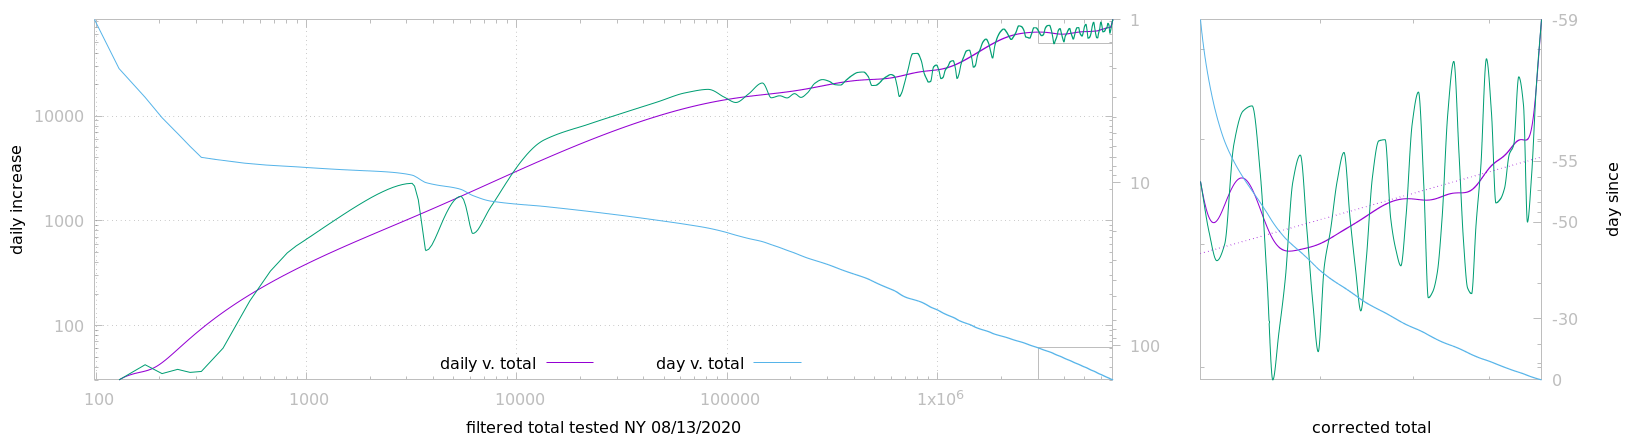 daily increase
10000
1000
100
daily v. total
day v. total
100
1000
10000
100000
1x10⁶
filtered total tested NY 08/13/2020
1
10
100
-59
-55
-50
-30
0
day since
corrected total